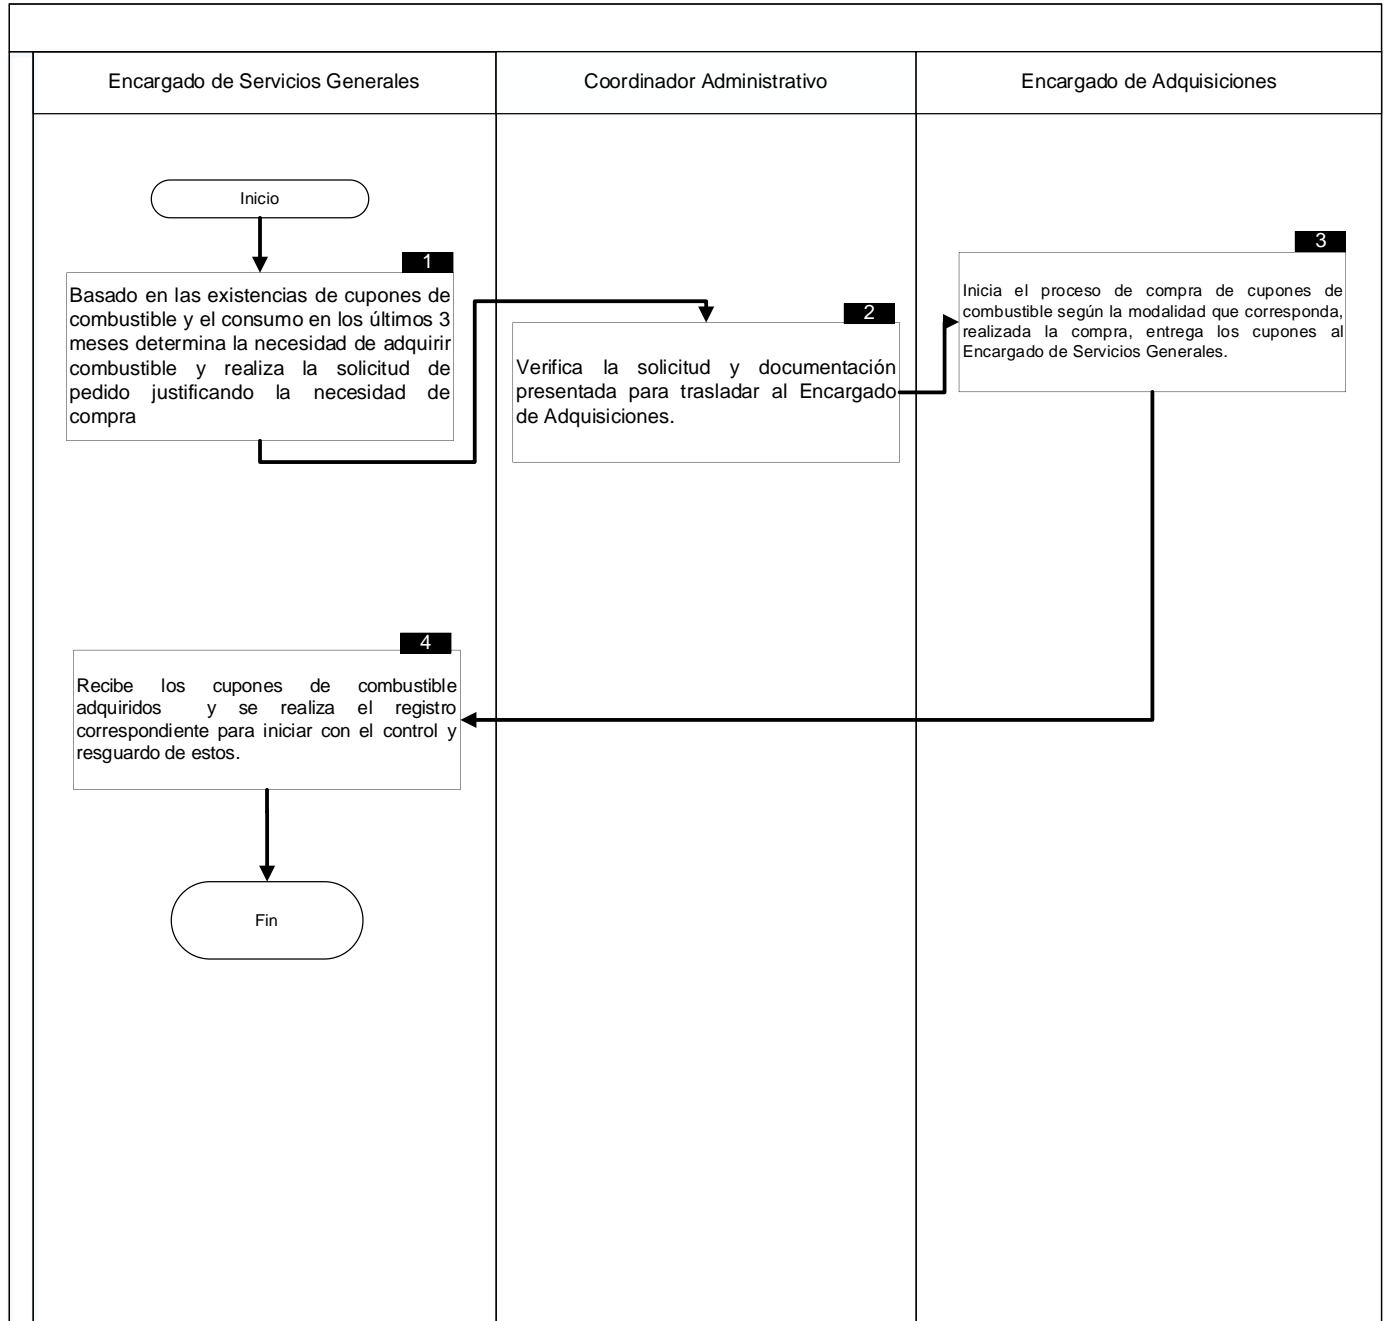 Encargado de Servicios Generales
Coordinador Administrativo
Encargado de Adquisiciones
Inicio
1
Basado en las existencias de cupones de
combustible y el consumo en los últimos 3
meses determina la necesidad de adquirir
combustible y realiza la solicitud de
pedido justificando la necesidad de
compra
2
Verifica la solicitud y documentación
presentada para trasladar al Encargado
de Adquisiciones.
3
Inicia el proceso de compra de cupones de
combustible según la modalidad que corresponda,
realizada la compra, entrega los cupones al
Encargado de Servicios Generales.
4
Recibe los cupones de combustible
adquiridos y se realiza el registro
correspondiente para iniciar con el control y
resguardo de estos.
Fin